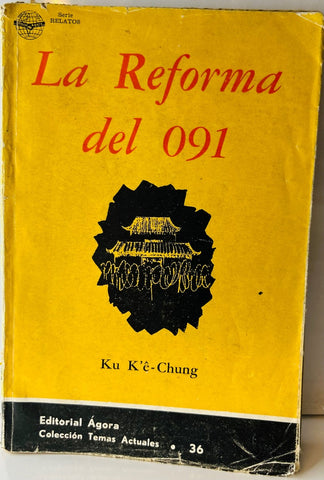 Serie
RELATOS
La Reforma
del 091
Ku K'ê-Chung
Editorial Ágora
Colección Temas Actuales • 36